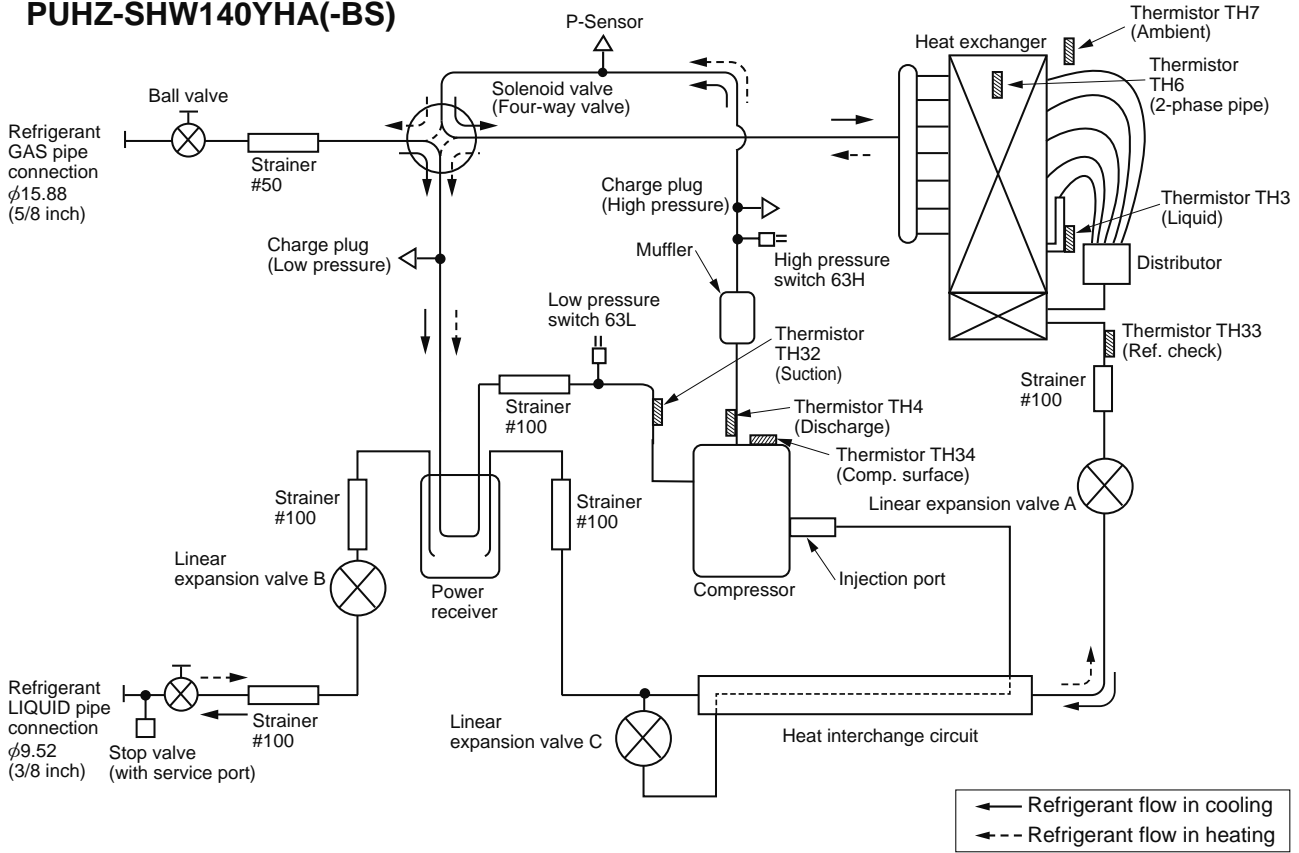 PUHZ-SHW140YHA(-BS)
P-Sensor
Thermistor TH7
(Ambient)
Heat exchanger
Thermistor
TH6
(2-phase pipe)
Solenoid valve
(Four-way valve)
Ball valve
Refrigerant
GAS pipe
connection
ϕ15.88
(5/8 inch)
Strainer
#50
Charge plug
(High pressure)
Thermistor TH3
(Liquid)
Charge plug
(Low pressure)
Muffler
High pressure
switch 63H
Distributor
Low pressure
switch 63L
Thermistor
TH32
(Suction)
Thermistor TH33
(Ref. check)
Strainer
#100
Strainer
#100
Thermistor TH4
(Discharge)
Thermistor TH34
(Comp. surface)
Strainer
#100
Strainer
#100
Linear expansion valve A
Linear
expansion valve B
Power
receiver
Compressor
Injection port
Refrigerant
LIQUID pipe
connection
ϕ9.52
(3/8 inch)
Stop valve
(with service port)
Strainer
#100
Linear
expansion valve C
Heat interchange circuit
Refrigerant flow in cooling
Refrigerant flow in heating